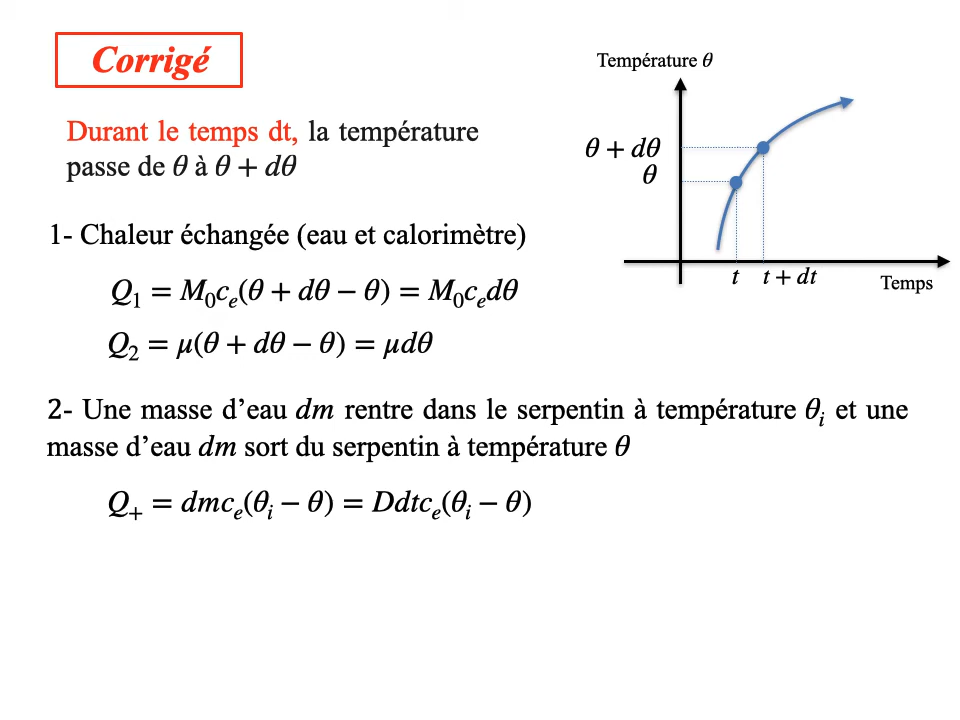 Corrigé
Température θ
Durant le temps dt, la température
passe de θ à θ + dθ
θ + dθ
θ
t
t + dt
Temps
1- Chaleur échangée (eau et calorimètre)
Q₁ = M₀cₑ(θ + dθ − θ) = M₀cₑdθ
Q₂ = μ(θ + dθ − θ) = μdθ
2- Une masse d’eau dm rentre dans le serpentin à température θᵢ et une
masse d’eau dm sort du serpentin à température θ
Q₊ = dmcₑ(θᵢ − θ) = Ddtcₑ(θᵢ − θ)